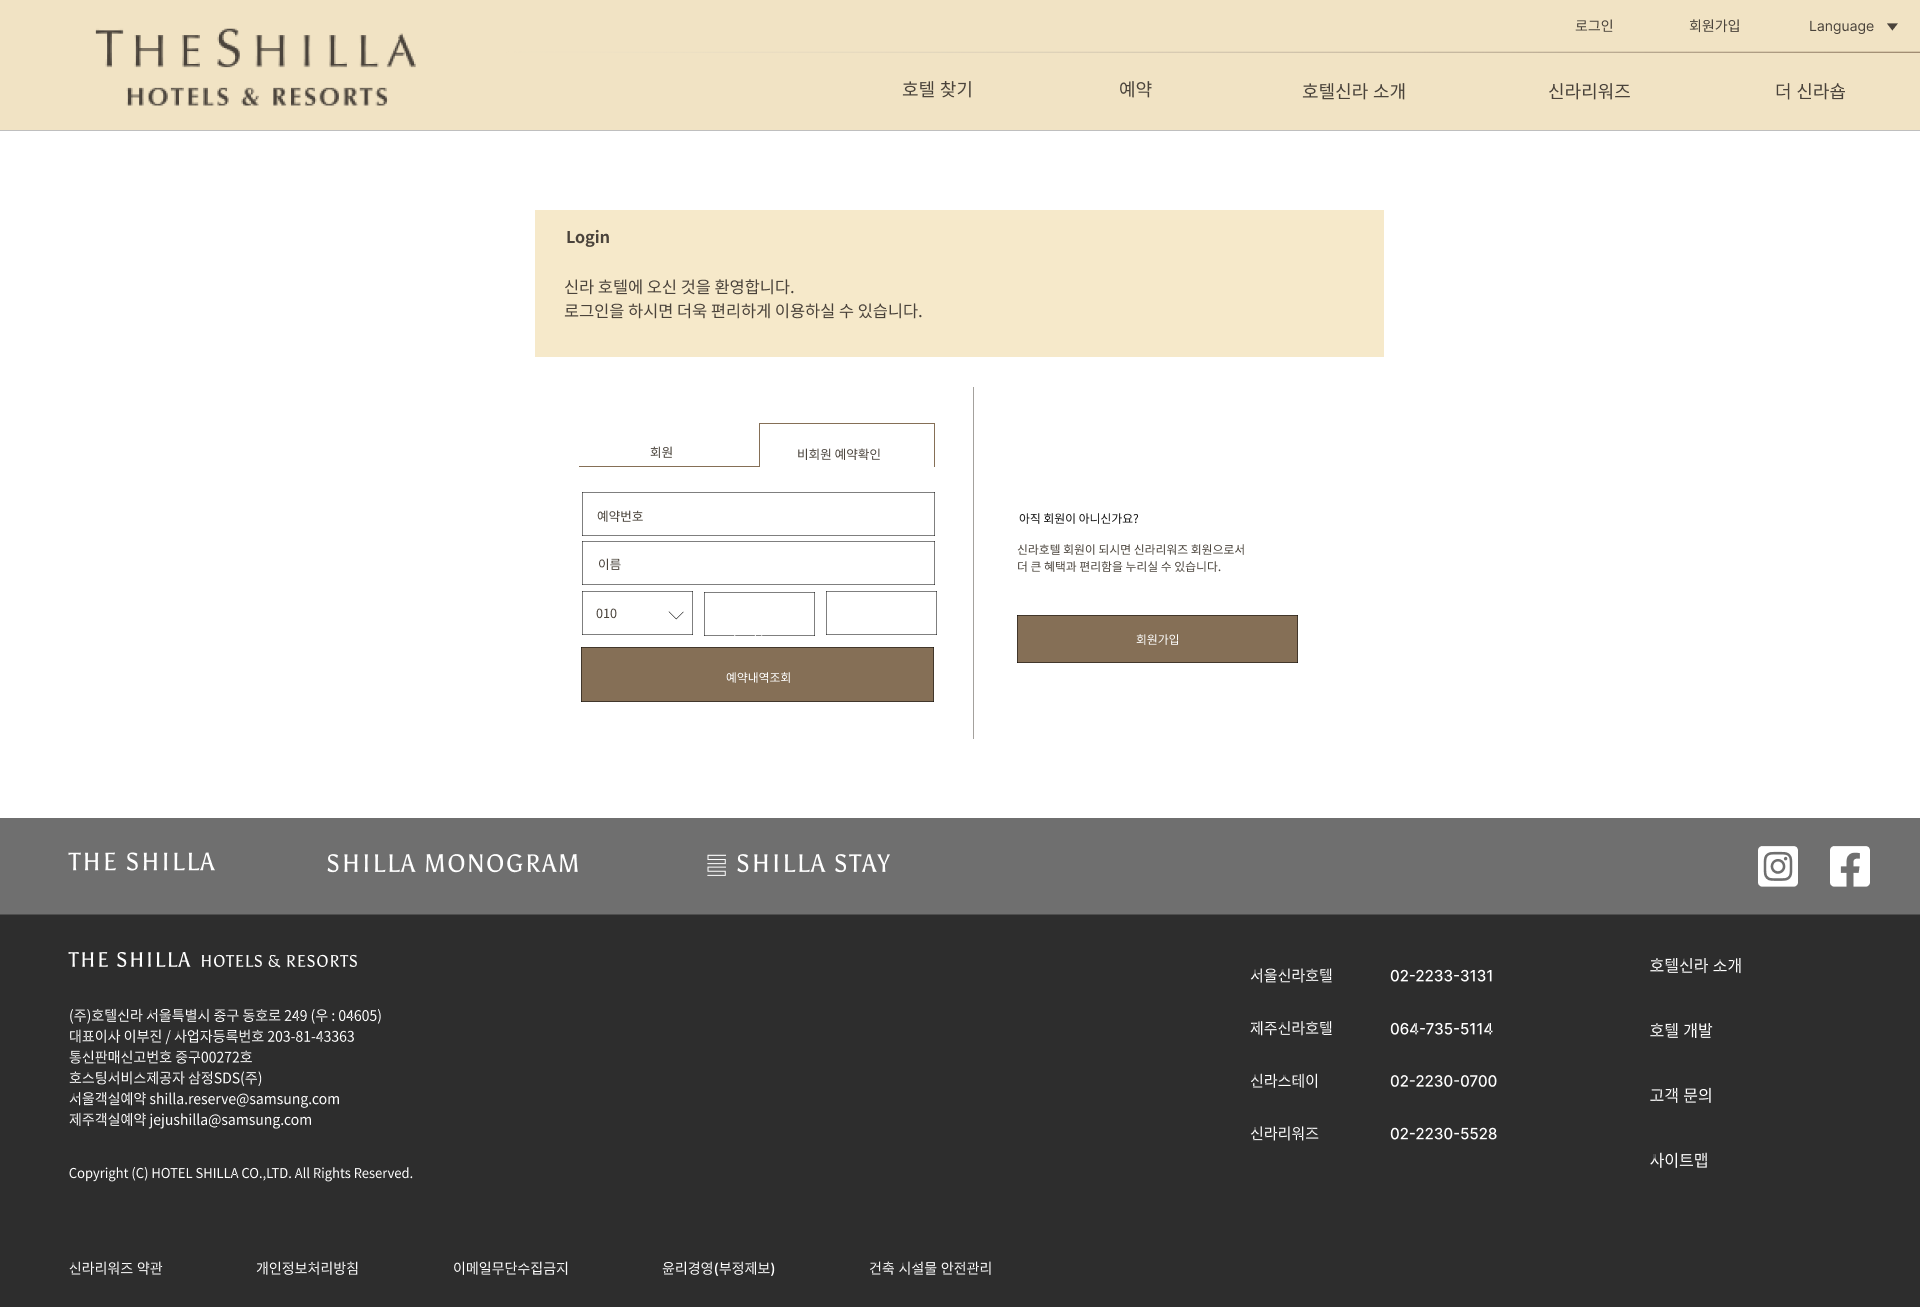 THE SHILLA
HOTELS & RESORTS
로그인
회원가입
Language
호텔 찾기
예약
호텔신라 소개
신라리워즈
더 신라숍
Login
신라 호텔에 오신 것을 환영합니다.
로그인을 하시면 더욱 편리하게 이용하실 수 있습니다.
회원
비회원 예약확인
예약번호
이름
010
예약내역조회
아직 회원이 아니신가요?
신라호텔 회원이 되시면 신라리워즈 회원으로서
더 큰 혜택과 편리함을 누리실 수 있습니다.
회원가입
THE SHILLA
SHILLA MONOGRAM
SHILLA STAY
THE SHILLA HOTELS & RESORTS
(주)호텔신라 서울특별시 중구 동호로 249 (우 : 04605)
대표이사 이부진 / 사업자등록번호 203-81-43363
통신판매신고번호 중구00272호
호스팅서비스제공자 삼정SDS(주)
서울객실예약 shilla.reserve@samsung.com
제주객실예약 jejushilla@samsung.com
Copyright (C) HOTEL SHILLA CO.,LTD. All Rights Reserved.
서울신라호텔 02-2233-3131
제주신라호텔 064-735-5114
신라스테이 02-2230-0700
신라리워즈 02-2230-5528
호텔신라 소개
호텔 개발
고객 문의
사이트맵
신라리워즈 약관
개인정보처리방침
이메일무단수집금지
윤리경영(부정제보)
건축 시설물 안전관리